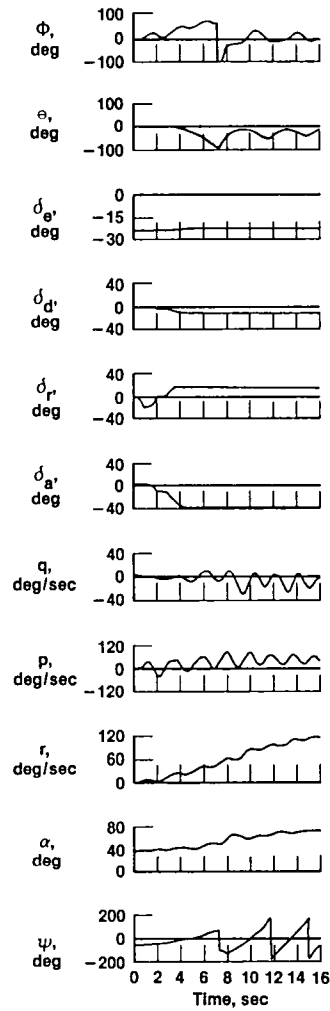 Φ,
deg
100
0
−100
θ,
deg
100
0
−100
δe,
deg
0
−15
−30
δd,
deg
40
0
−40
δr,
deg
40
0
−40
δa,
deg
40
0
−40
q,
deg/sec
40
0
−40
p,
deg/sec
120
0
−120
r,
deg/sec
120
60
0
α,
deg
80
40
0
ψ,
deg
200
0
−200
0 2 4 6 8 10 12 14 16
Time, sec